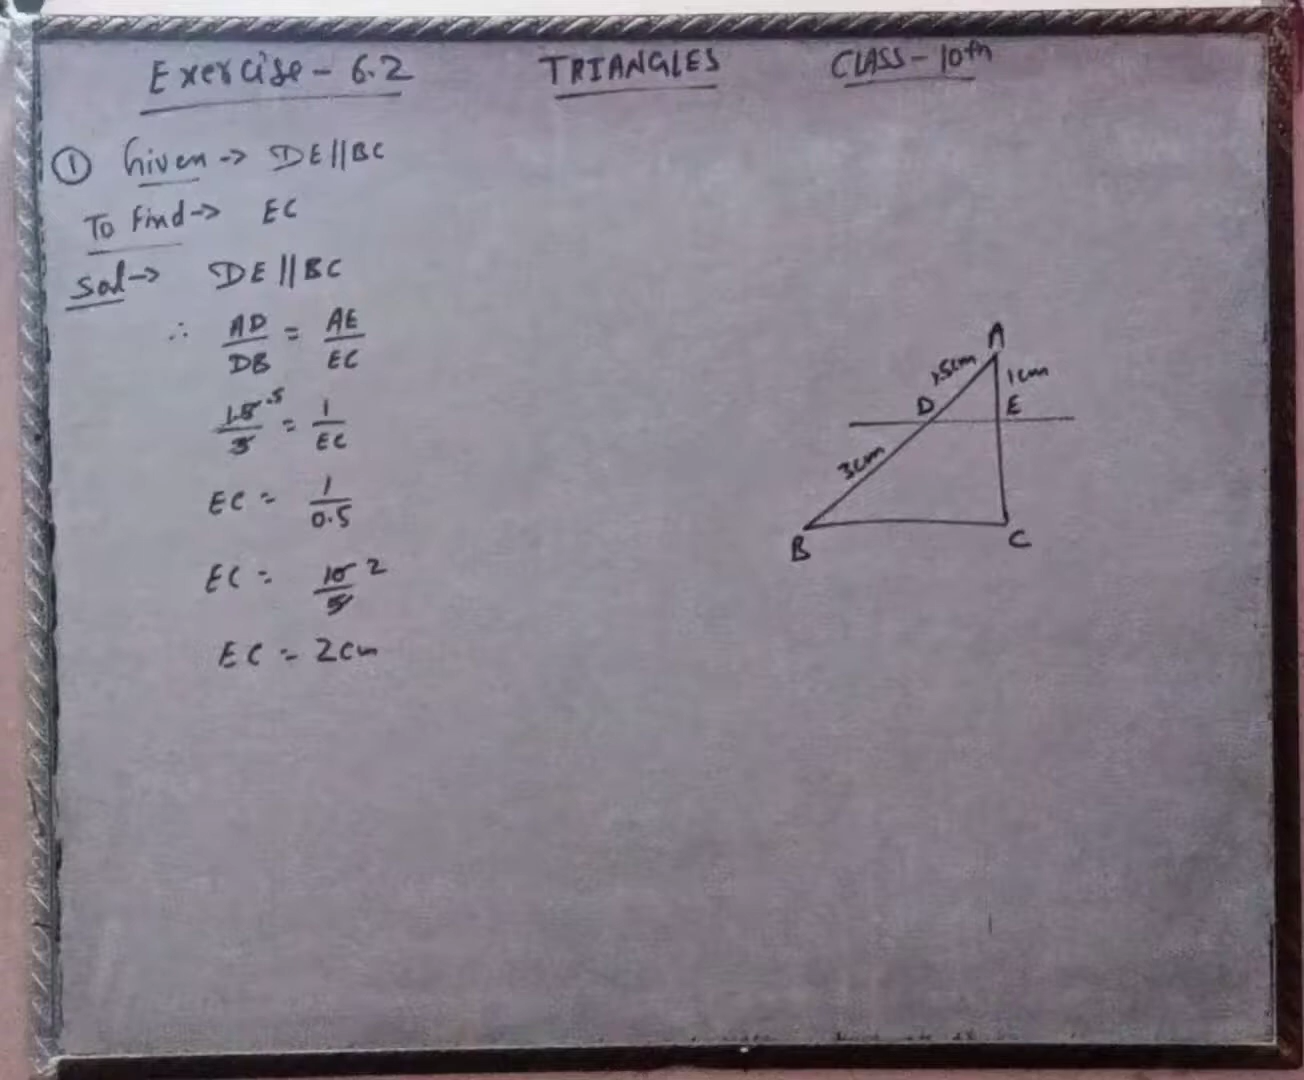 Exercise - 6.2 TRIANGLES CLASS - 10th
① Given -> DE||BC
To Find -> EC
Sol -> DE||BC
∴ AD/DB = AE/EC
1.5 .5/3 = 1/EC
EC = 1/0.5
EC = 10 2/5
EC = 2cm
A
1.5cm 1cm
D E
3cm
B C